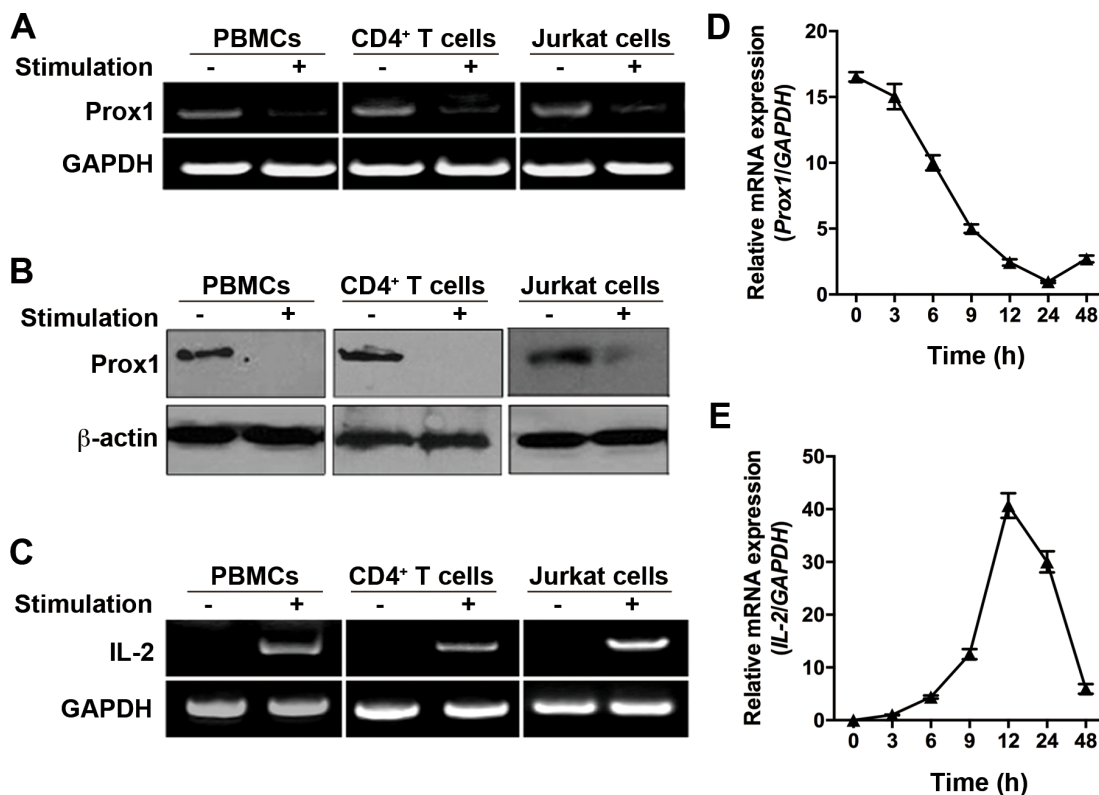 A
PBMCs CD4⁺ T cells Jurkat cells
Stimulation - + - + - +
Prox1
GAPDH
B
PBMCs CD4⁺ T cells Jurkat cells
Stimulation - + - + - +
Prox1
β-actin
C
PBMCs CD4⁺ T cells Jurkat cells
Stimulation - + - + - +
IL-2
GAPDH
D
Relative mRNA expression
(Prox1/GAPDH)
20
15
10
5
0
0 3 6 9 12 24 48
Time (h)
E
Relative mRNA expression
(IL-2/GAPDH)
50
40
30
20
10
0
0 3 6 9 12 24 48
Time (h)